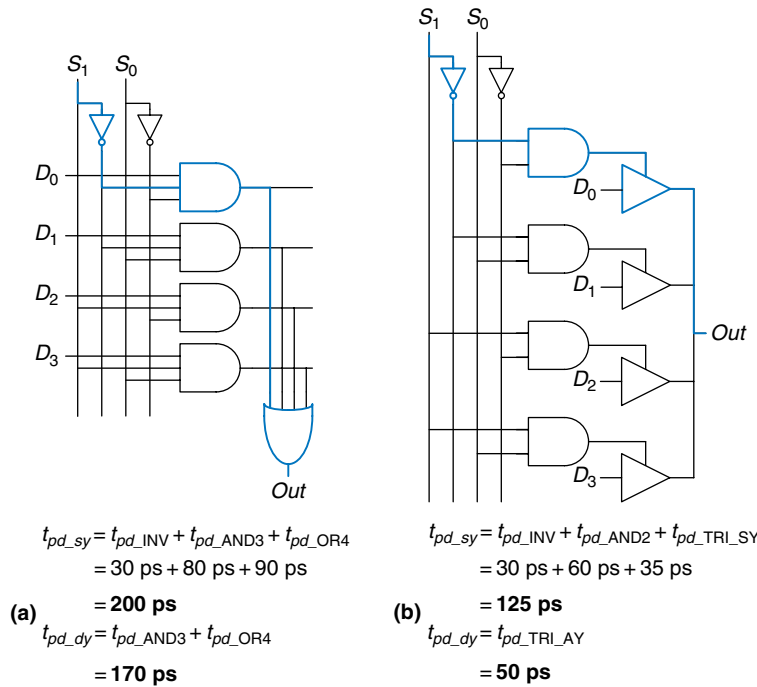 S1 S0
D0
D1
D2
D3
Out
tpd_sy = tpd_INV + tpd_AND3 + tpd_OR4
= 30 ps + 80 ps + 90 ps
= 200 ps
(a)
tpd_dy = tpd_AND3 + tpd_OR4
= 170 ps
S1 S0
D0
D1
Out
D2
D3
tpd_sy = tpd_INV + tpd_AND2 + tpd_TRI_SY
= 30 ps + 60 ps + 35 ps
= 125 ps
(b)
tpd_dy = tpd_TRI_AY
= 50 ps